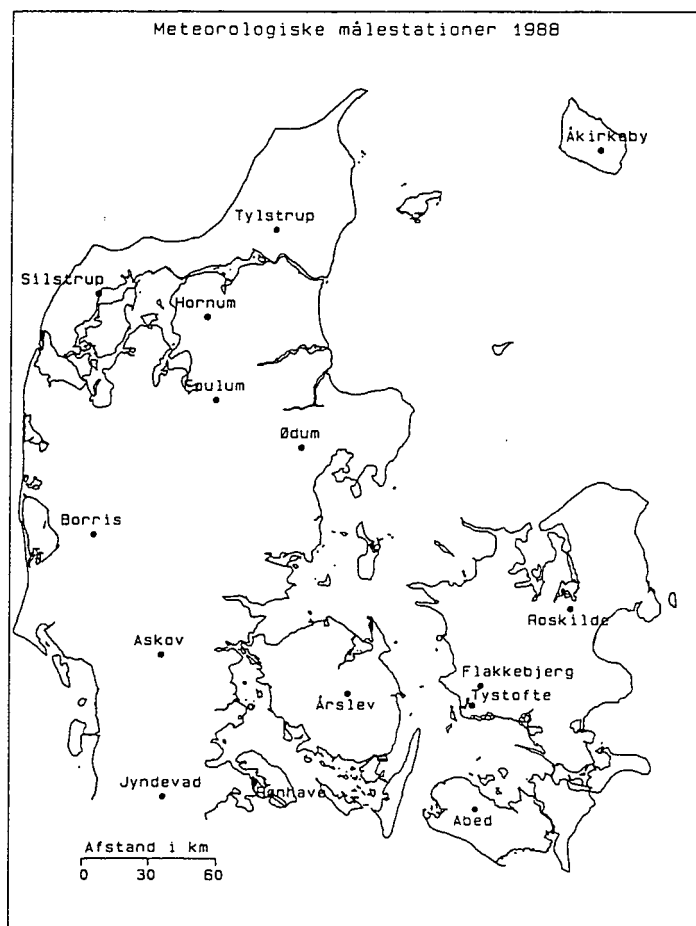 Meteorologiske målestationer 1988
Åkirkeby
Tylstrup
Silstrup
Hornum
Foulum
Ødum
Borris
Roskilde
Askov
Flakkebjerg
Tystofte
Årslev
Jyndevad
Rønhave
Abed
Afstand i km
0 30 60